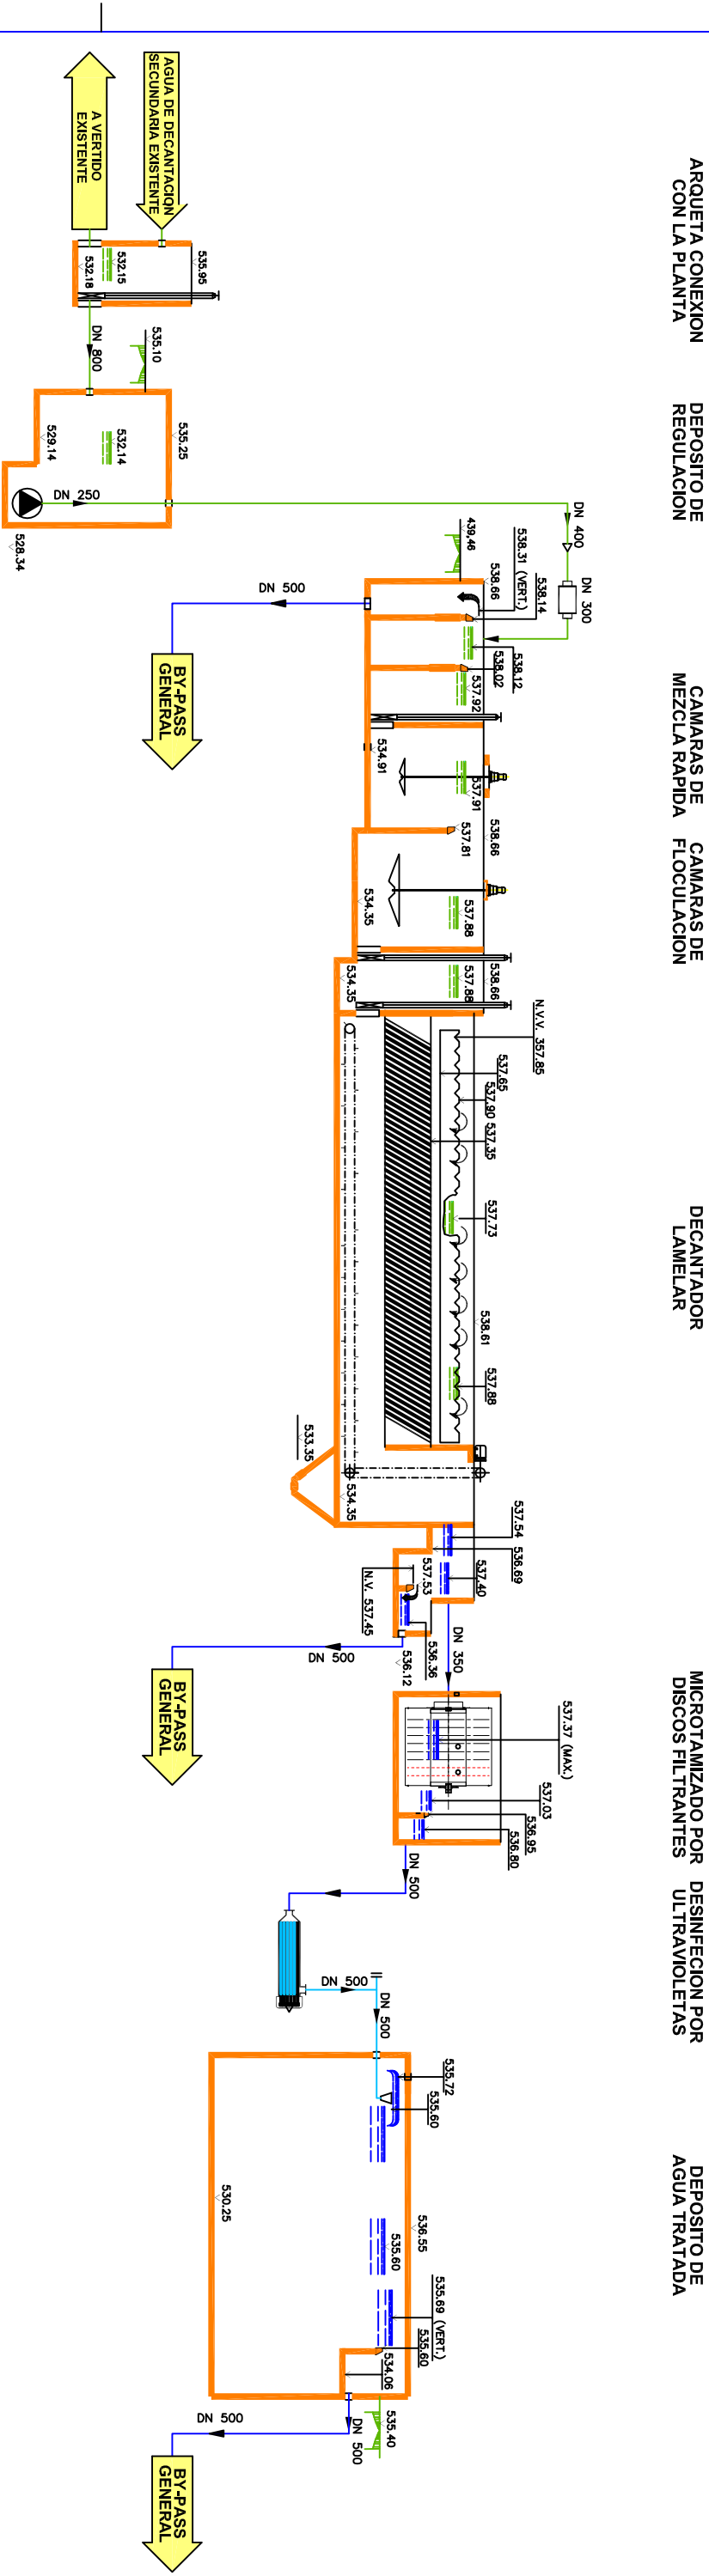 ARQUETA CONEXION
CON LA PLANTA
DEPOSITO DE
REGULACION
CAMARAS DE
MEZCLA RAPIDA
CAMARAS DE
FLOCULACION
DECANTADOR
LAMELAR
MICROTAMIZADO POR
DISCOS FILTRANTES
DESINFECION POR
ULTRAVIOLETAS
DEPOSITO DE
AGUA TRATADA
AGUA DE DECANTACION
SECUNDARIA EXISTENTE
A VERTIDO
EXISTENTE
535.95
532.15
532.18
DN 800
535.10
535.25
532.14
529.14
DN 250
528.34
DN 400
DN 300
439,46
538.66
538.31 (VERT.)
538.14
538.12
538.02
537.92
DN 500
BY-PASS
GENERAL
534.91
537.91
538.66
537.81
534.35
537.88
538.66
537.88
534.35
N.V.V. 357.85
537.65
537.90
537.35
537.73
538.61
537.88
533.35
534.35
537.54
536.69
537.40
537.53
N.V. 537.45
536.36
536.12
DN 500
BY-PASS
GENERAL
DN 350
537.37 (MAX.)
537.03
536.95
536.80
DN 500
DN 500
DN 500
535.72
535.60
530.25
536.55
535.60
535.69 (VERT.)
535.60
534.06
535.40
DN 500
DN 500
BY-PASS
GENERAL